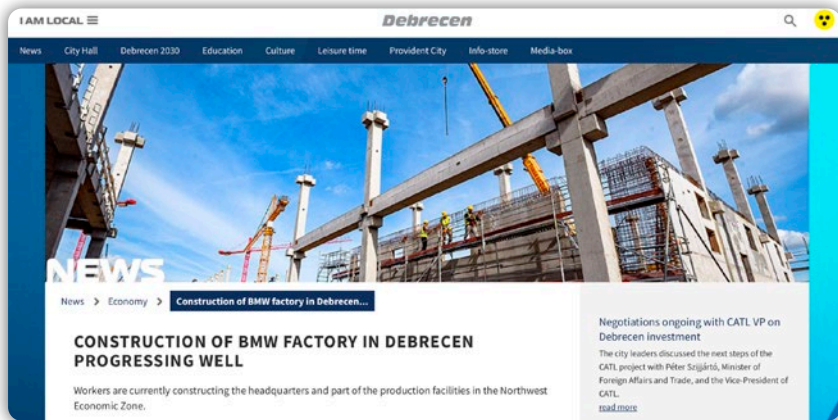 I AM LOCAL
Debrecen
News City Hall Debrecen 2030 Education Culture Leisure time Provident City Info-store Media-box
NEWS
News > Economy > Construction of BMW factory in Debrecen...
CONSTRUCTION OF BMW FACTORY IN DEBRECEN
PROGRESSING WELL
Workers are currently constructing the headquarters and part of the production facilities in the Northwest
Economic Zone.
Negotiations ongoing with CATL VP on
Debrecen investment
The city leaders discussed the next steps of the
CATL project with Péter Szijjártó, Minister of
Foreign Affairs and Trade, and the Vice-President of
CATL.
read more